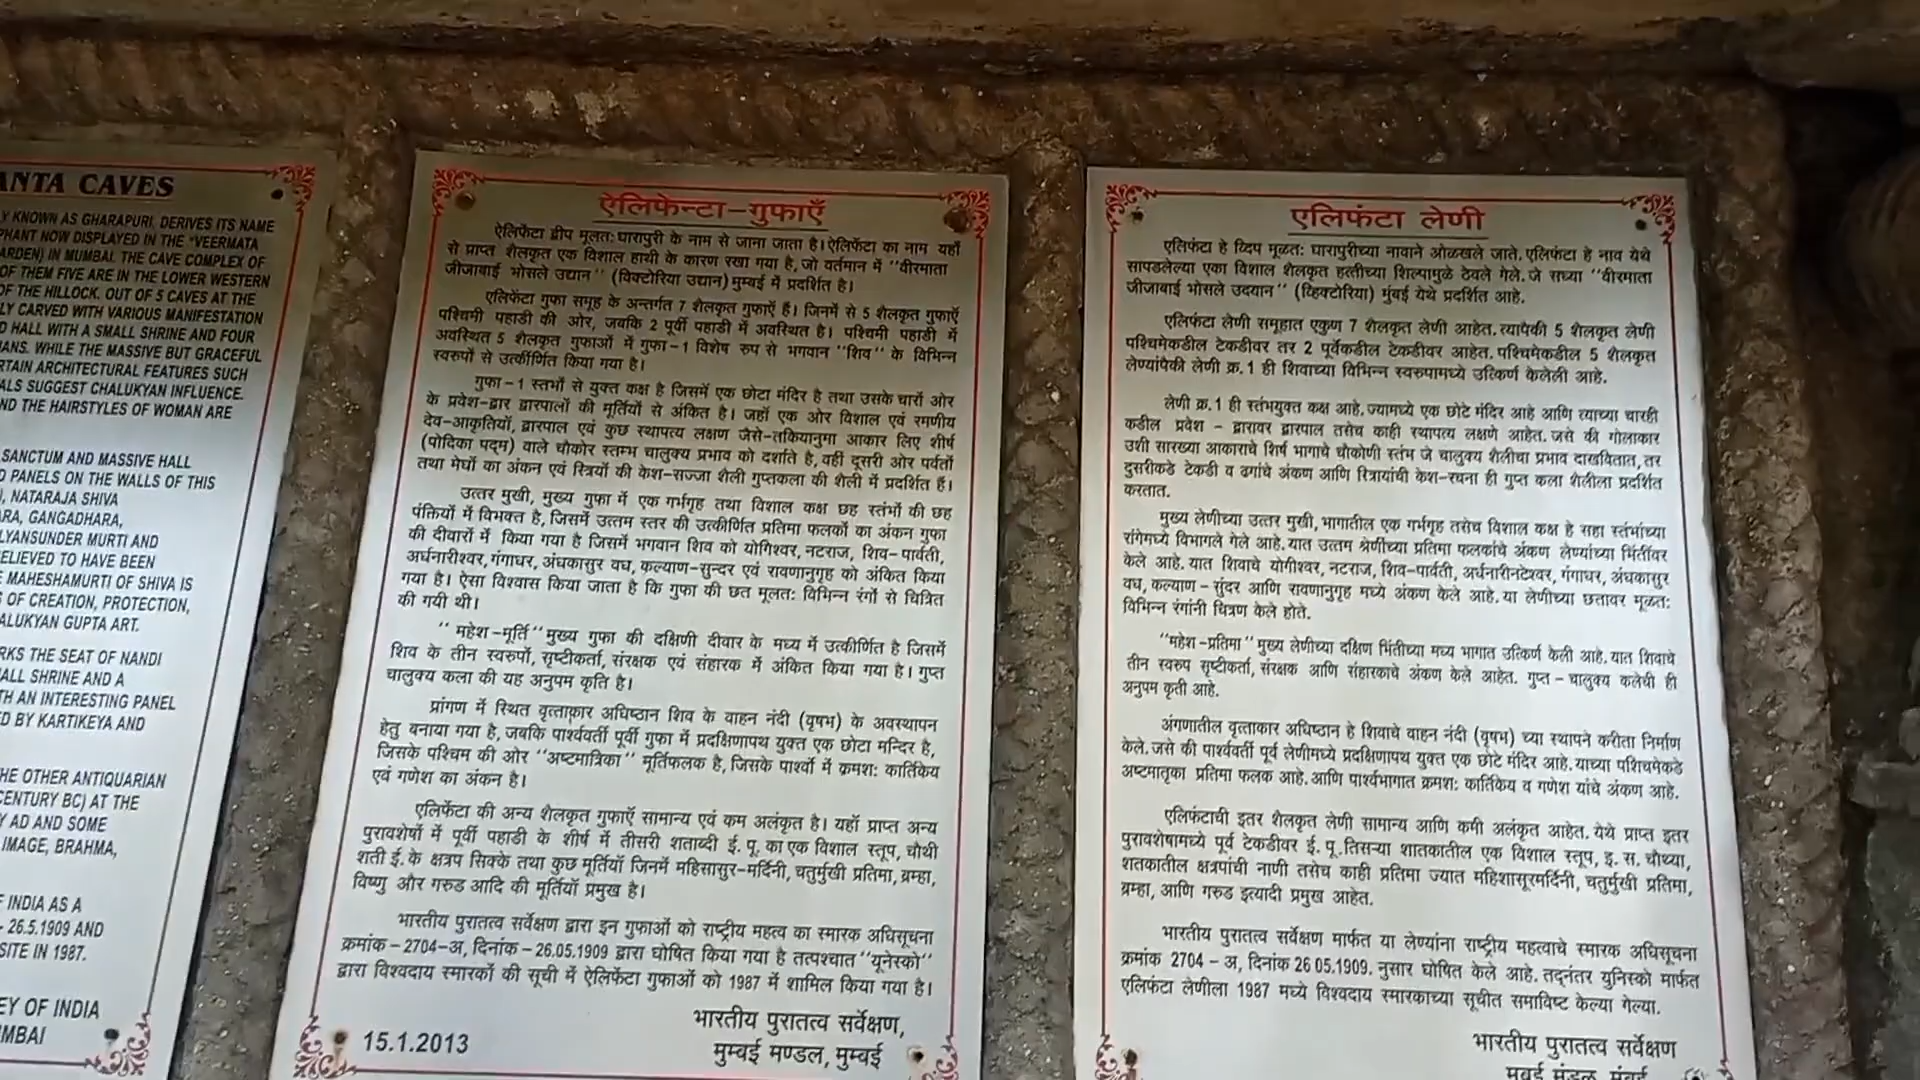 ANTA CAVES
Y KNOWN AS GHARAPURI, DERIVES ITS NAME
PHANT NOW DISPLAYED IN THE "VEERMATA
ARDEN) IN MUMBAI. THE CAVE COMPLEX OF
OF THEM FIVE ARE IN THE LOWER WESTERN
OF THE HILLOCK. OUT OF 5 CAVES AT THE
LY CARVED WITH VARIOUS MANIFESTATION
D HALL WITH A SMALL SHRINE AND FOUR
IANS. WHILE THE MASSIVE BUT GRACEFUL
RTAIN ARCHITECTURAL FEATURES SUCH
ALS SUGGEST CHALUKYAN INFLUENCE.
ND THE HAIRSTYLES OF WOMAN ARE
SANCTUM AND MASSIVE HALL
D PANELS ON THE WALLS OF THIS
), NATARAJA SHIVA
ARA, GANGADHARA,
LYANSUNDER MURTI AND
ELIEVED TO HAVE BEEN
E MAHESHAMURTI OF SHIVA IS
S OF CREATION, PROTECTION,
ALUKYAN GUPTA ART.
RKS THE SEAT OF NANDI
ALL SHRINE AND A
TH AN INTERESTING PANEL
D BY KARTIKEYA AND
HE OTHER ANTIQUARIAN
CENTURY BC) AT THE
Y AD AND SOME
IMAGE, BRAHMA,
INDIA AS A
- 26.5.1909 AND
SITE IN 1987.
EY OF INDIA
MBAI
ऐलिफेन्टा-गुफाएँ
ऐलिफेंटा द्वीप मूलत: घारापुरी के नाम से जाना जाता है। ऐलिफेंटा का नाम यहाँ
से प्राप्त शैलकृत एक विशाल हाथी के कारण रखा गया है, जो वर्तमान में "वीरमाता
जीजाबाई भोसले उद्यान" (विक्टोरिया उद्यान) मुम्बई में प्रदर्शित है।
एलिफेंटा गुफा समूह के अन्तर्गत 7 शैलकृत गुफाएँ हैं। जिनमें से 5 शैलकृत गुफाएँ
पश्चिमी पहाडी की ओर, जबकि 2 पूर्वी पहाडी में अवस्थित है। पश्चिमी पहाडी में
अवस्थित 5 शैलकृत गुफाओं में गुफा-1 विशेष रुप से भगवान "शिव" के विभिन्न
स्वरुपों से उत्कीर्णित किया गया है।
गुफा-1 स्तभों से युक्त कक्ष है जिसमें एक छोटा मंदिर है तथा उसके चारों ओर
के प्रवेश-द्वार द्वारपालों की मूर्तियों से अंकित है। जहाँ एक ओर विशाल एवं रमणीय
देव-आकृतियाँ, द्वारपाल एवं कुछ स्थापत्य लक्षण जैसे-तकियानुमा आकार लिए शीर्ष
(पोदिका पद्म) वाले चौकोर स्तम्भ चालुक्य प्रभाव को दर्शाते है, वहीं दूसरी ओर पर्वतों
तथा मेघों का अंकन एवं स्त्रियों की केश-सज्जा शैली गुप्तकला की शैली में प्रदर्शित हैं।
उत्तर मुखी, मुख्य गुफा में एक गर्भगृह तथा विशाल कक्ष छह स्तंभों की छह
पंक्तियों में विभक्त है, जिसमें उत्तम स्तर की उत्कीर्णित प्रतिमा फलकों का अंकन गुफा
की दीवारों में किया गया है जिसमें भगवान शिव को योगिश्वर, नटराज, शिव-पार्वती,
अर्धनारीश्वर, गंगाधर, अंधकासुर वध, कल्याण-सुन्दर एवं रावणानुगृह को अंकित किया
गया है। ऐसा विश्वास किया जाता है कि गुफा की छत मूलत: विभिन्न रंगों से चित्रित
की गयी थी।
"महेश-मूर्ति" मुख्य गुफा की दक्षिणी दीवार के मध्य में उत्कीर्णित है जिसमें
शिव के तीन स्वरुपों, सृष्टीकर्ता, संरक्षक एवं संहारक में अंकित किया गया है। गुप्त
चालुक्य कला की यह अनुपम कृति है।
प्रांगण में स्थित वृत्ताकार अधिष्ठान शिव के वाहन नंदी (वृषभ) के अवस्थापन
हेतु बनाया गया है, जबकि पार्श्ववर्ती पूर्वी गुफा में प्रदक्षिणापथ युक्त एक छोटा मन्दिर है,
जिसके पश्चिम की ओर "अष्टमात्रिका" मूर्तिफलक है, जिसके पार्श्वो में क्रमश: कार्तिकेय
एवं गणेश का अंकन है।
एलिफेंटा की अन्य शैलकृत गुफाएँ सामान्य एवं कम अलंकृत है। यहाँ प्राप्त अन्य
पुरावशेषों में पूर्वी पहाडी के शीर्ष में तीसरी शताब्दी ई. पू. का एक विशाल स्तूप, चौथी
शती ई. के क्षत्रप सिक्के तथा कुछ मूर्तियाँ जिनमें महिसासुर-मर्दिनी, चतुर्मुखी प्रतिमा, ब्रम्हा,
विष्णु और गरुड आदि की मूर्तियाँ प्रमुख है।
भारतीय पुरातत्व सर्वेक्षण द्वारा इन गुफाओं को राष्ट्रीय महत्व का स्मारक अधिसूचना
क्रमांक-2704-अ, दिनांक-26.05.1909 द्वारा घोषित किया गया है तत्पश्चात "यूनेस्को"
द्वारा विश्वदाय स्मारकों की सूची में ऐलिफेंटा गुफाओं को 1987 में शामिल किया गया है।
भारतीय पुरातत्व सर्वेक्षण,
15.1.2013 मुम्बई मण्डल, मुम्बई
एलिफंटा लेणी
एलिफंटा हे व्दिप मूळत: घारापुरीच्या नावाने ओळखले जाते. एलिफंटा हे नाव येथे
सापडलेल्या एका विशाल शैलकृत हत्तीच्या शिल्पामुळे ठेवले गेले. जे सध्या "वीरमाता
जीजाबाई भोसले उदयान" (व्हिक्टोरिया) मुंबई येथे प्रदर्शित आहे.
एलिफंटा लेणी समूहात एकुण 7 शैलकृत लेणी आहेत. त्यापैकी 5 शैलकृत लेणी
पश्चिमेकडील टेकडीवर तर 2 पूर्वेकडील टेकडीवर आहेत. पश्चिमेकडील 5 शैलकृत
लेण्यांपैकी लेणी क्र. 1 ही शिवाच्या विभिन्न स्वरुपामध्ये उत्किर्ण केलेली आहे.
लेणी क्र. 1 ही स्तंभयुक्त कक्ष आहे. ज्यामध्ये एक छोटे मंदिर आहे आणि त्याच्या चारही
कडील प्रवेश - द्वारावर द्वारपाल तसेच काही स्थापत्य लक्षणे आहेत. जसे की गोलाकार
उशी सारख्या आकाराचे शिर्ष भागाचे चौकोणी स्तंभ जे चालुक्य शैलीचा प्रभाव दाखवितात, तर
दुसरीकडे टेकडी व ढगांचे अंकण आणि स्त्रियांची केश-रचना ही गुप्त कला शैलीला प्रदर्शित
करतात.
मुख्य लेणीच्या उत्तर मुखी, भागातील एक गर्भगृह तसेच विशाल कक्ष हे सहा स्तंभांच्या
रांगेमध्ये विभागले गेले आहे. यात उत्तम श्रेणीच्या प्रतिमा फलकांचे अंकण लेण्यांच्या भिंतींवर
केले आहे. यात शिवाचे योगीश्वर, नटराज, शिव-पार्वती, अर्धनारीनटेश्वर, गंगाधर, अंधकासुर
वध, कल्याण - सुंदर आणि रावणानुगृह मध्ये अंकण केले आहे. या लेणीच्या छतावर मूळत:
विभिन्न रंगांनी चित्रण केले होते.
"महेश-प्रतिमा" मुख्य लेणीच्या दक्षिण भिंतीच्या मध्य भागात उत्किर्ण केली आहे. यात शिवाचे
तीन स्वरुप सृष्टीकर्ता, संरक्षक आणि संहारकाचे अंकण केले आहेत. गुप्त - चालुक्य कलेची ही
अनुपम कृती आहे.
अंगणातील वृत्ताकार अधिष्ठान हे शिवाचे वाहन नंदी (वृषभ) च्या स्थापने करीता निर्माण
केले. जसे की पार्श्ववर्ती पूर्व लेणीमध्ये प्रदक्षिणापथ युक्त एक छोटे मंदिर आहे. याच्या पशिचमेकडे
अष्टमातृका प्रतिमा फलक आहे. आणि पार्श्वभागात क्रमश: कार्तिकेय व गणेश यांचे अंकण आहे.
एलिफंटाची इतर शैलकृत लेणी सामान्य आणि कमी अलंकृत आहेत. येथे प्राप्त इतर
पुरावशेषामध्ये पूर्व टेकडीवर ई. पू. तिसऱ्या शातकातील एक विशाल स्तूप, इ. स. चौथ्या,
शतकातील क्षत्रपांची नाणी तसेच काही प्रतिमा ज्यात महिशासूरमर्दिनी, चतुर्मुखी प्रतिमा,
ब्रम्हा, आणि गरुड इत्यादी प्रमुख आहेत.
भारतीय पुरातत्व सर्वेक्षण मार्फत या लेण्यांना राष्ट्रीय महत्वाचे स्मारक अधिसूचना
क्रमांक 2704 - अ, दिनांक 26 05.1909. नुसार घोषित केले आहे. तद्नंतर युनिस्को मार्फत
एलिफंटा लेणीला 1987 मध्ये विश्वदाय स्मारकाच्या सूचीत समाविष्ट केल्या गेल्या.
भारतीय पुरातत्व सर्वेक्षण
मुंबई मंडळ, मुंबई